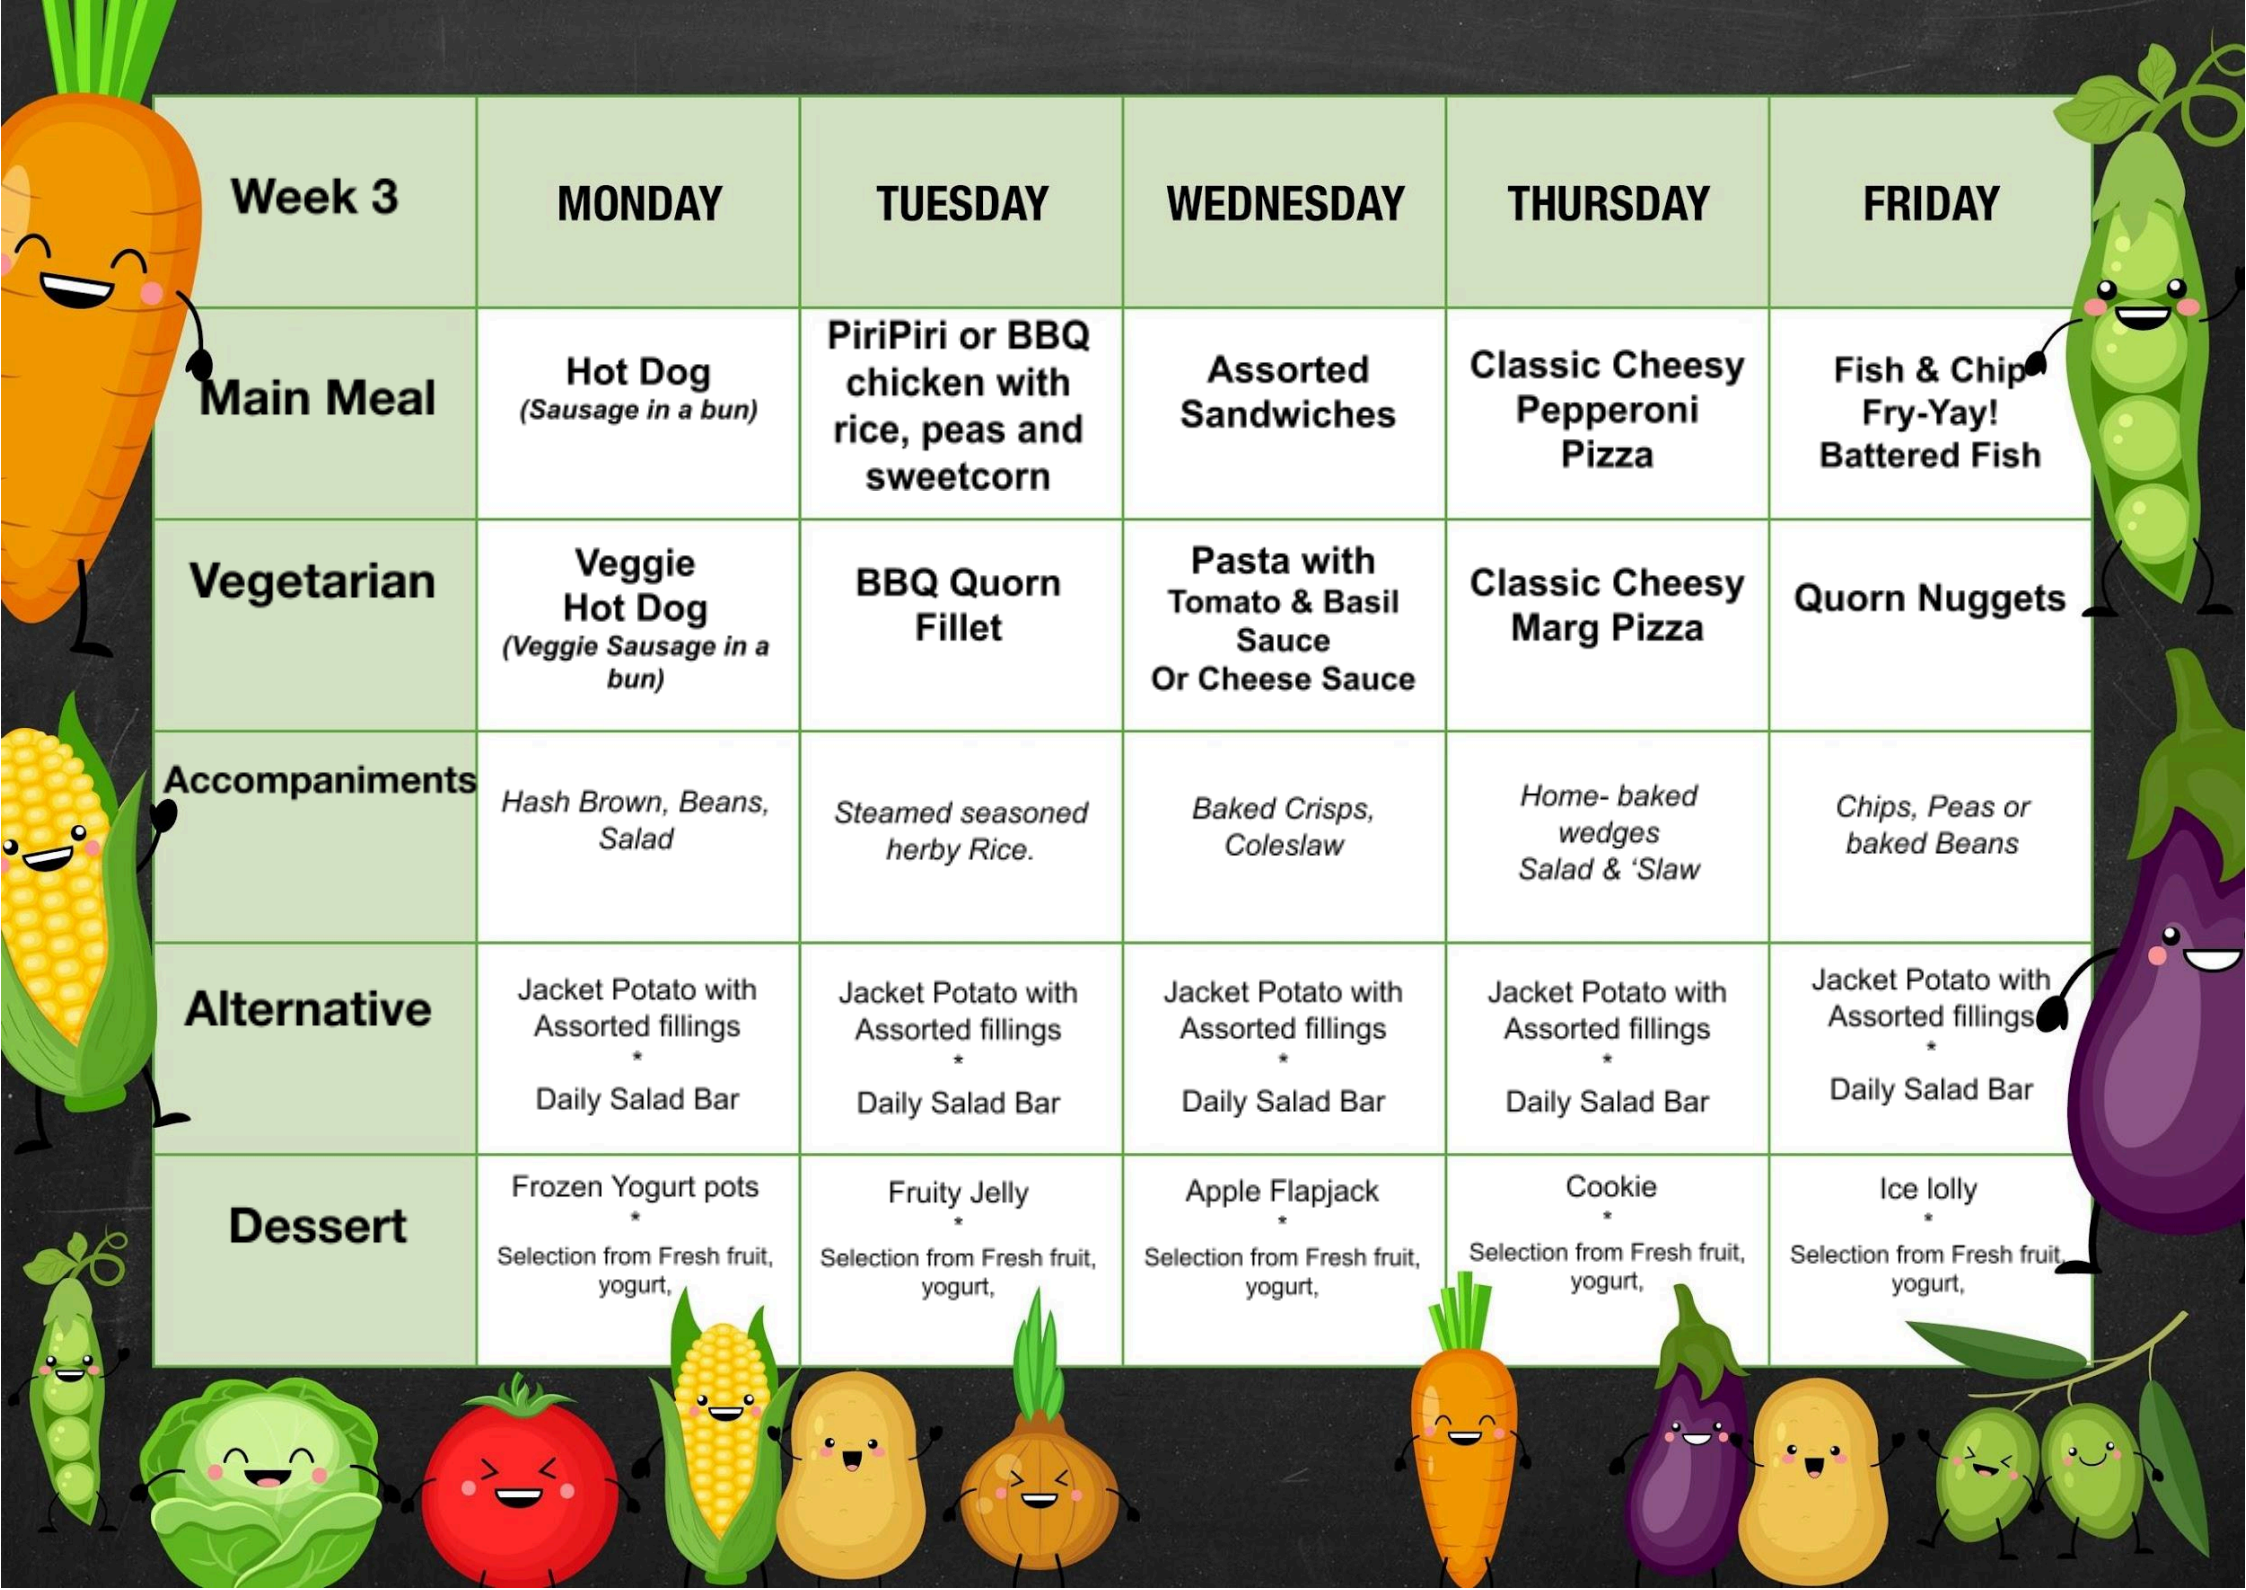 Week 3
MONDAY
TUESDAY
WEDNESDAY
THURSDAY
FRIDAY
Main Meal
Hot Dog
(Sausage in a bun)
PiriPiri or BBQ
chicken with
rice, peas and
sweetcorn
Assorted
Sandwiches
Classic Cheesy
Pepperoni
Pizza
Fish & Chip
Fry-Yay!
Battered Fish
Vegetarian
Veggie
Hot Dog
(Veggie Sausage in a
bun)
BBQ Quorn
Fillet
Pasta with
Tomato & Basil
Sauce
Or Cheese Sauce
Classic Cheesy
Marg Pizza
Quorn Nuggets
Accompaniments
Hash Brown, Beans,
Salad
Steamed seasoned
herby Rice.
Baked Crisps,
Coleslaw
Home- baked
wedges
Salad & ‘Slaw
Chips, Peas or
baked Beans
Alternative
Jacket Potato with
Assorted fillings
*
Daily Salad Bar
Jacket Potato with
Assorted fillings
*
Daily Salad Bar
Jacket Potato with
Assorted fillings
*
Daily Salad Bar
Jacket Potato with
Assorted fillings
*
Daily Salad Bar
Jacket Potato with
Assorted fillings
*
Daily Salad Bar
Dessert
Frozen Yogurt pots
*
Selection from Fresh fruit,
yogurt,
Fruity Jelly
*
Selection from Fresh fruit,
yogurt,
Apple Flapjack
*
Selection from Fresh fruit,
yogurt,
Cookie
*
Selection from Fresh fruit,
yogurt,
Ice lolly
*
Selection from Fresh fruit,
yogurt,